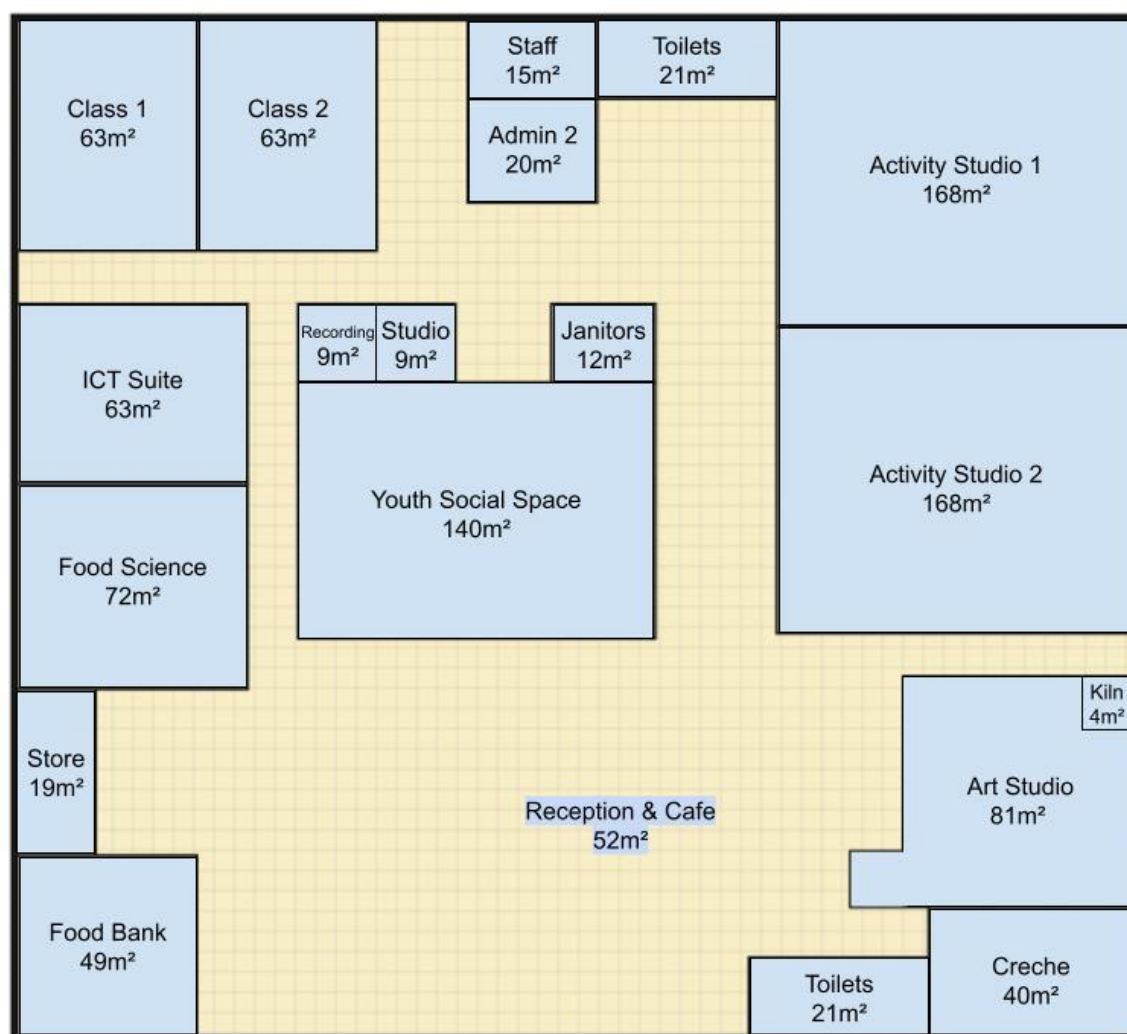 Class 1
63m²
Class 2
63m²
Staff
15m²
Toilets
21m²
Admin 2
20m²
Activity Studio 1
168m²
ICT Suite
63m²
Recording
9m²
Studio
9m²
Janitors
12m²
Youth Social Space
140m²
Activity Studio 2
168m²
Food Science
72m²
Store
19m²
Reception & Cafe
52m²
Kiln
4m²
Art Studio
81m²
Food Bank
49m²
Toilets
21m²
Creche
40m²